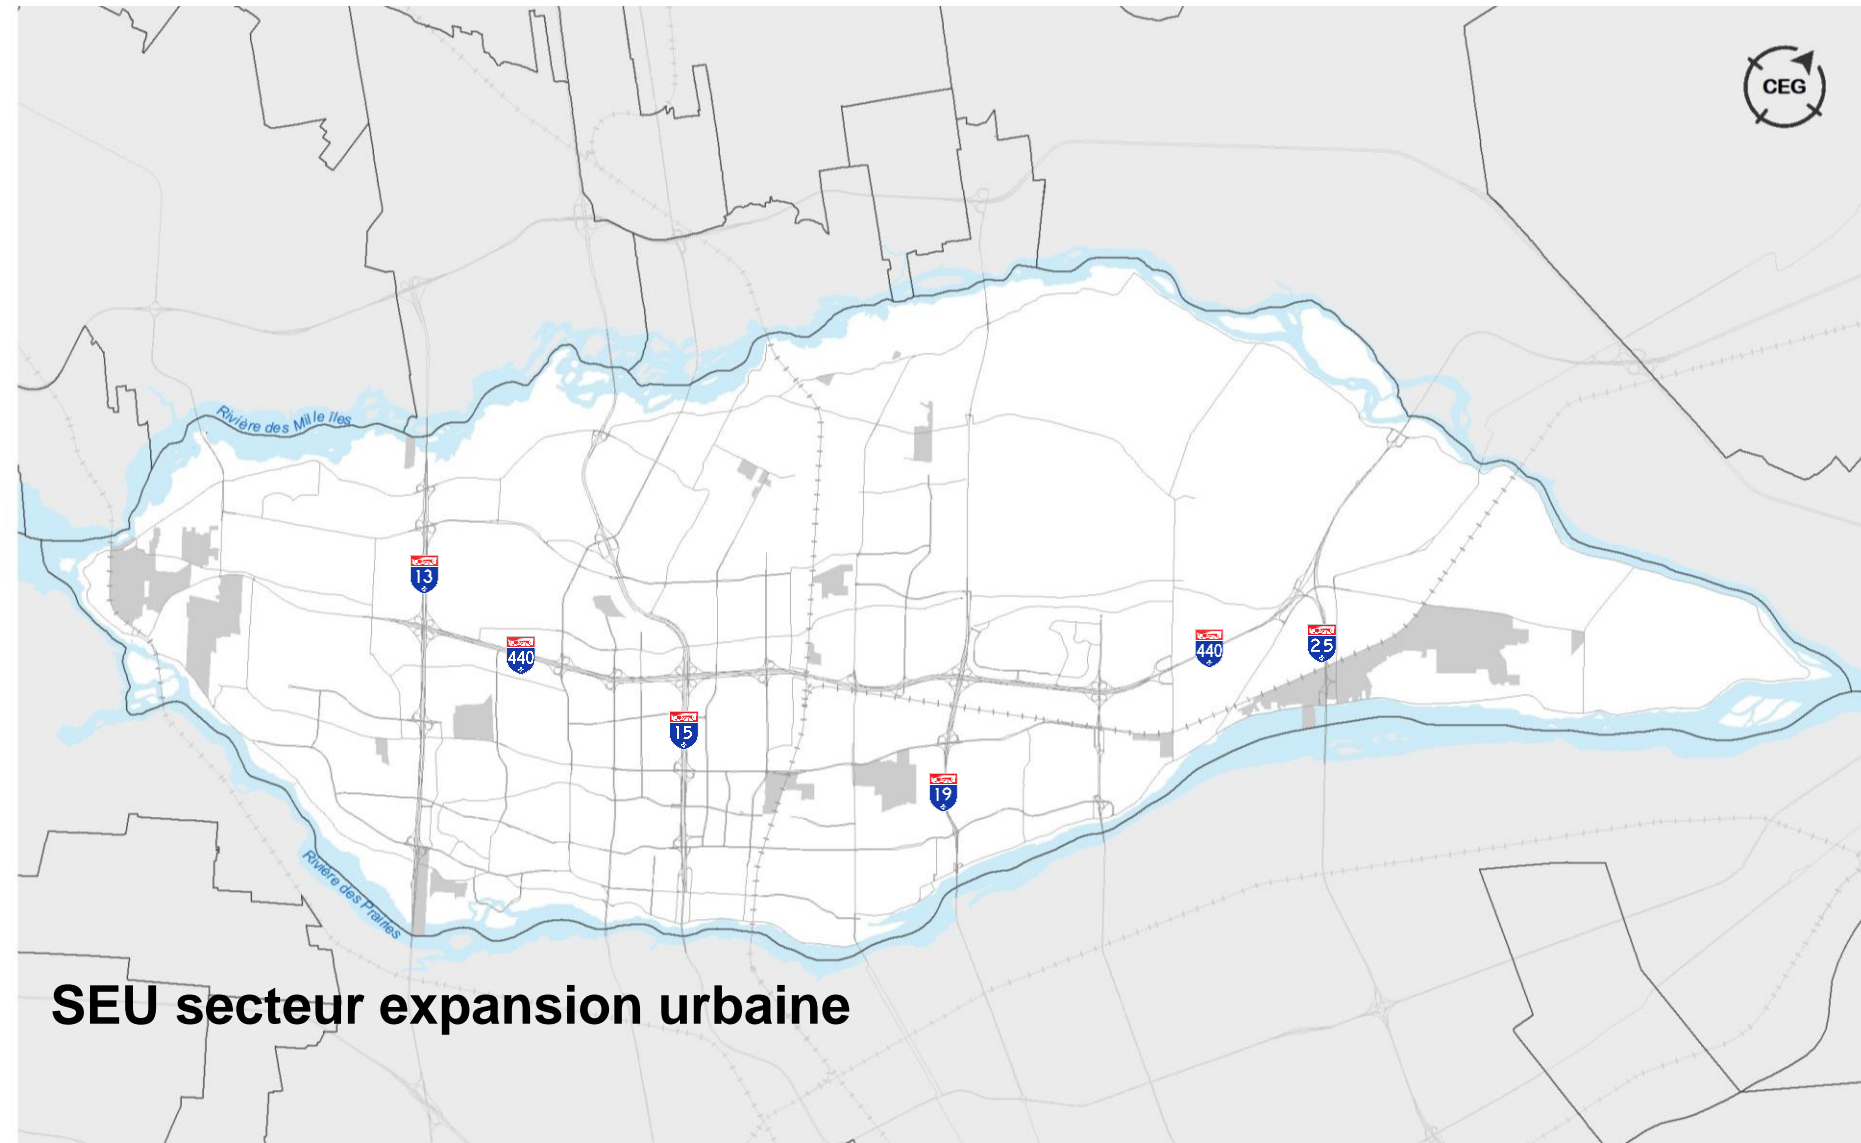 CEG
Rivière des Mille îles
13
440
440
25
15
19
Rivière des Prairies
SEU secteur expansion urbaine